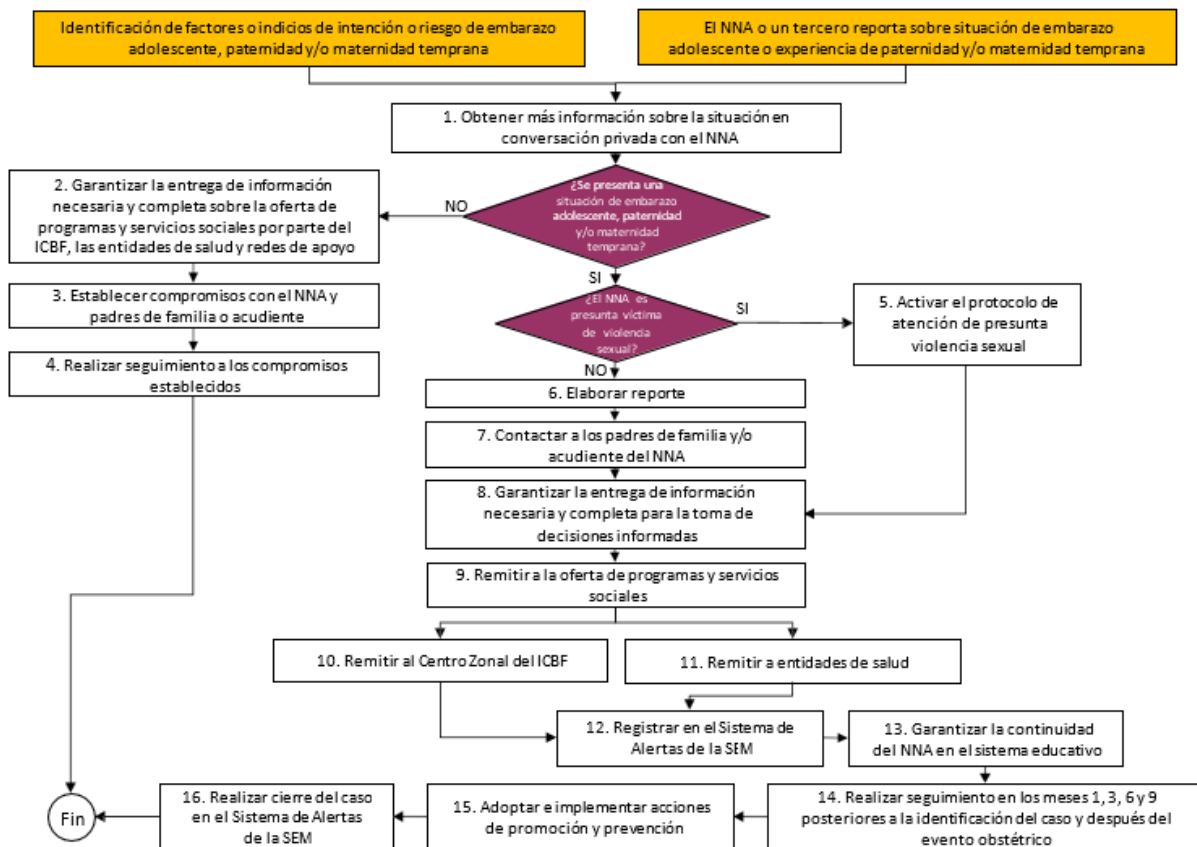 Identificación de factores o indicios de intención o riesgo de embarazo
adolescente, paternidad y/o maternidad temprana
El NNA o un tercero reporta sobre situación de embarazo
adolescente o experiencia de paternidad y/o maternidad temprana
1. Obtener más información sobre la situación en
conversación privada con el NNA
¿Se presenta una
situación de embarazo
adolescente, paternidad
y/o maternidad
temprana?
NO
2. Garantizar la entrega de información
necesaria y completa sobre la oferta de
programas y servicios sociales por parte del
ICBF, las entidades de salud y redes de apoyo
3. Establecer compromisos con el NNA y
padres de familia o acudiente
4. Realizar seguimiento a los compromisos
establecidos
SI
¿El NNA es
presunta víctima
de violencia
sexual?
SI
5. Activar el protocolo de
atención de presunta
violencia sexual
NO
6. Elaborar reporte
7. Contactar a los padres de familia y/o
acudiente del NNA
8. Garantizar la entrega de información
necesaria y completa para la toma de
decisiones informadas
9. Remitir a la oferta de programas y servicios
sociales
10. Remitir al Centro Zonal del ICBF
11. Remitir a entidades de salud
12. Registrar en el Sistema de
Alertas de la SEM
13. Garantizar la continuidad
del NNA en el sistema educativo
14. Realizar seguimiento en los meses 1, 3, 6 y 9
posteriores a la identificación del caso y después del
evento obstétrico
15. Adoptar e implementar acciones
de promoción y prevención
16. Realizar cierre del caso
en el Sistema de Alertas
de la SEM
Fin